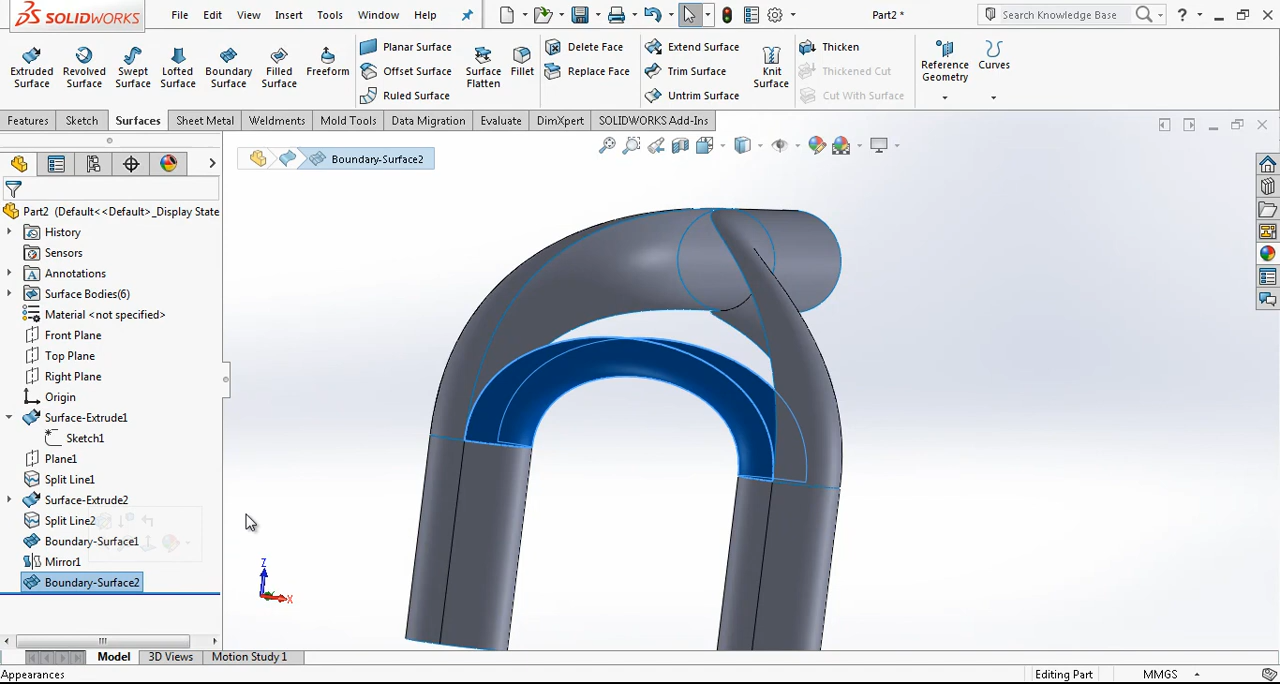 SOLIDWORKS
File Edit View Insert Tools Window Help
Part2 *
Search Knowledge Base
?
Extruded Surface
Revolved Surface
Swept Surface
Lofted Surface
Boundary Surface
Filled Surface
Freeform
Planar Surface
Offset Surface
Ruled Surface
Surface Flatten
Fillet
Delete Face
Replace Face
Extend Surface
Trim Surface
Untrim Surface
Knit Surface
Thicken
Thickened Cut
Cut With Surface
Reference Geometry
Curves
Features Sketch Surfaces Sheet Metal Weldments Mold Tools Data Migration Evaluate DimXpert SOLIDWORKS Add-Ins
Boundary-Surface2
Part2 (Default<<Default>_Display State
History
Sensors
Annotations
Surface Bodies(6)
Material <not specified>
Front Plane
Top Plane
Right Plane
Origin
Surface-Extrude1
Sketch1
Plane1
Split Line1
Surface-Extrude2
Split Line2
Boundary-Surface1
Mirror1
Boundary-Surface2
Z
X
Model 3D Views Motion Study 1
Appearances
Editing Part
MMGS